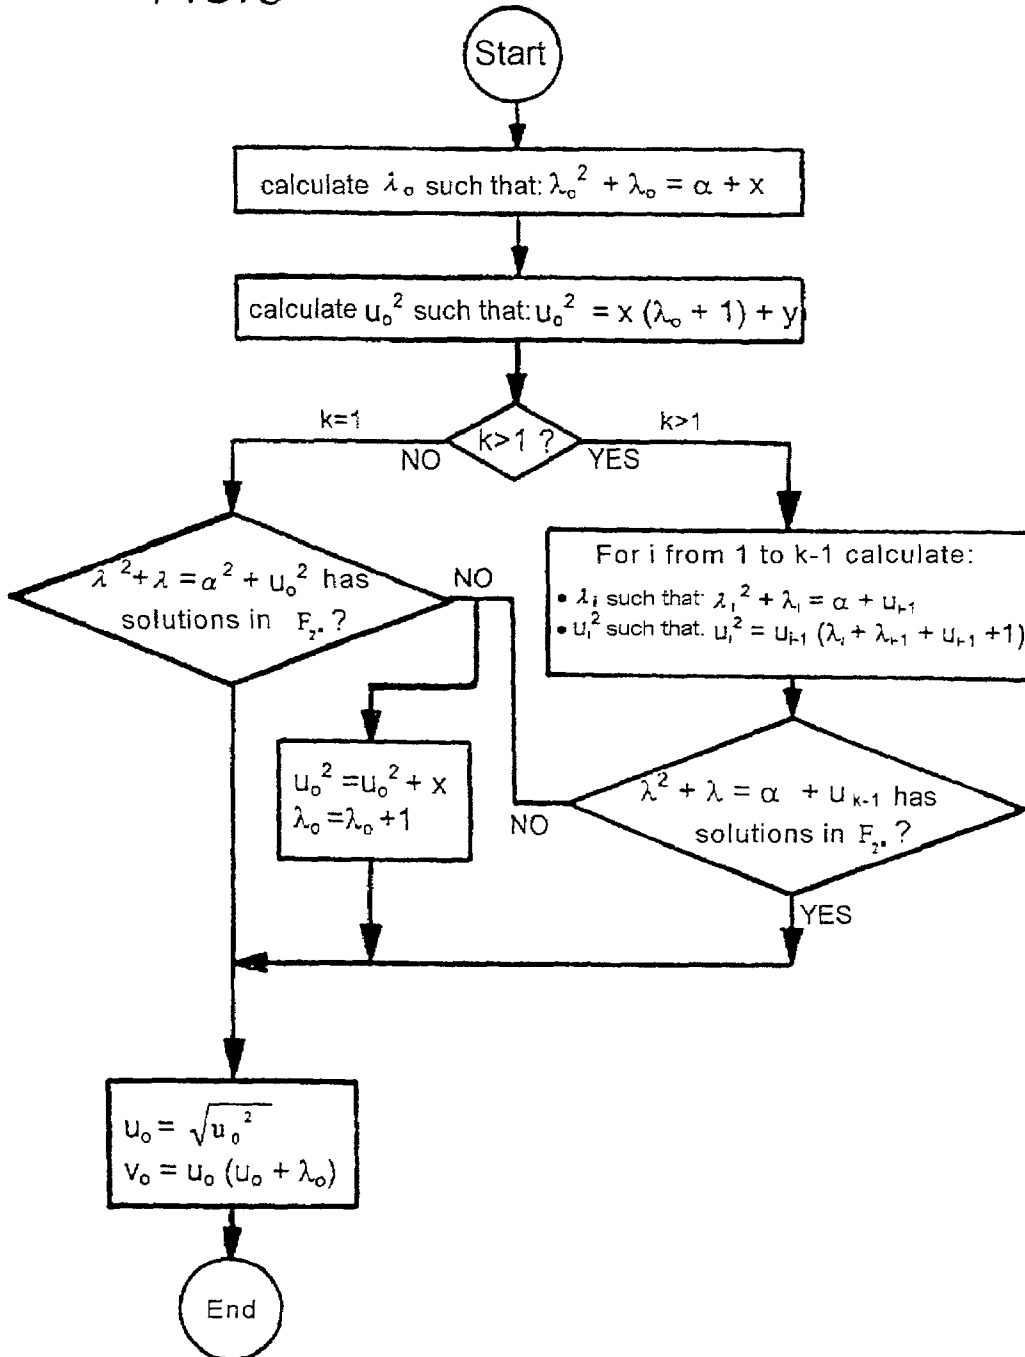 Start
calculate λ₀ such that: λ₀² + λ₀ = α + x
calculate u₀² such that: u₀² = x (λ₀ + 1) + y
k=1
k>1 ?
k>1
NO
YES
λ² + λ = α² + u₀² has
solutions in F₂ⁿ ?
NO
For i from 1 to k-1 calculate:
• λᵢ such that λᵢ² + λᵢ = α + uᵢ₋₁
• uᵢ² such that. uᵢ² = uᵢ₋₁ (λᵢ + λᵢ₋₁ + uᵢ₋₁ +1)
u₀² = u₀² + x
λ₀ = λ₀ +1
λ² + λ = α + uₖ₋₁ has
solutions in F₂ⁿ ?
NO
YES
u₀ = √u₀²
v₀ = u₀ (u₀ + λ₀)
End